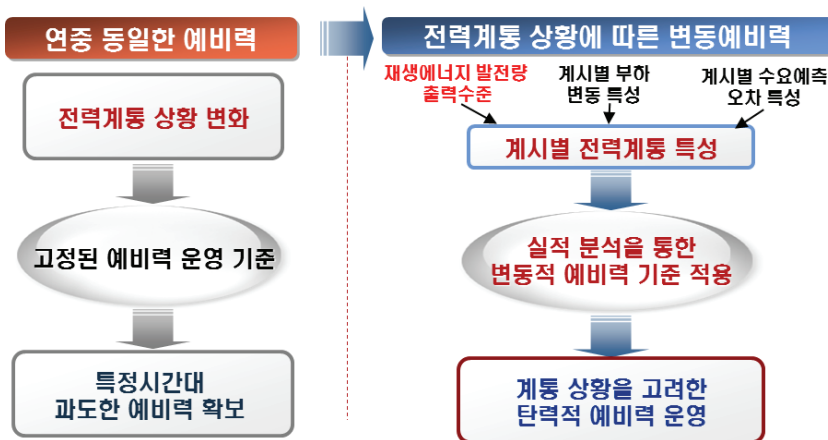 연중 동일한 예비력
전력계통 상황 변화
고정된 예비력 운영 기준
특정시간대
과도한 예비력 확보
전력계통 상황에 따른 변동예비력
재생에너지 발전량
출력수준
계시별 부하
변동 특성
계시별 수요예측
오차 특성
계시별 전력계통 특성
실적 분석을 통한
변동적 예비력 기준 적용
계통 상황을 고려한
탄력적 예비력 운영